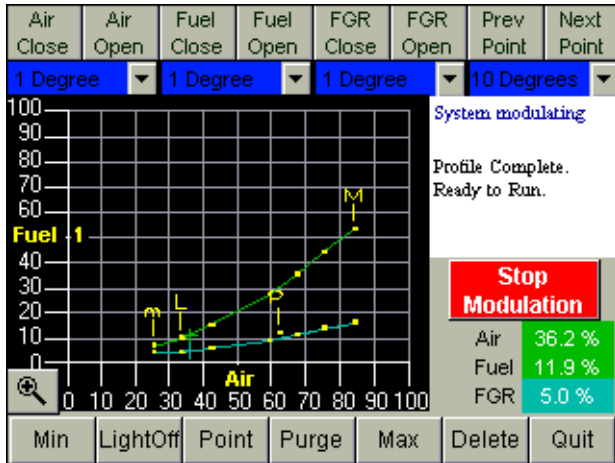 Air Close Air Open Fuel Close Fuel Open FGR Close FGR Open Prev Point Next Point
1 Degree 1 Degree 1 Degree 10 Degrees
System modulating
Profile Complete.
Ready to Run.
100
90
80
70
60
Fuel -1
40
30
20
10
0
M
m L P
Air
0 10 20 30 40 50 60 70 80 90 100
Stop
Modulation
Air 36.2 %
Fuel 11.9 %
FGR 5.0 %
Min LightOff Point Purge Max Delete Quit